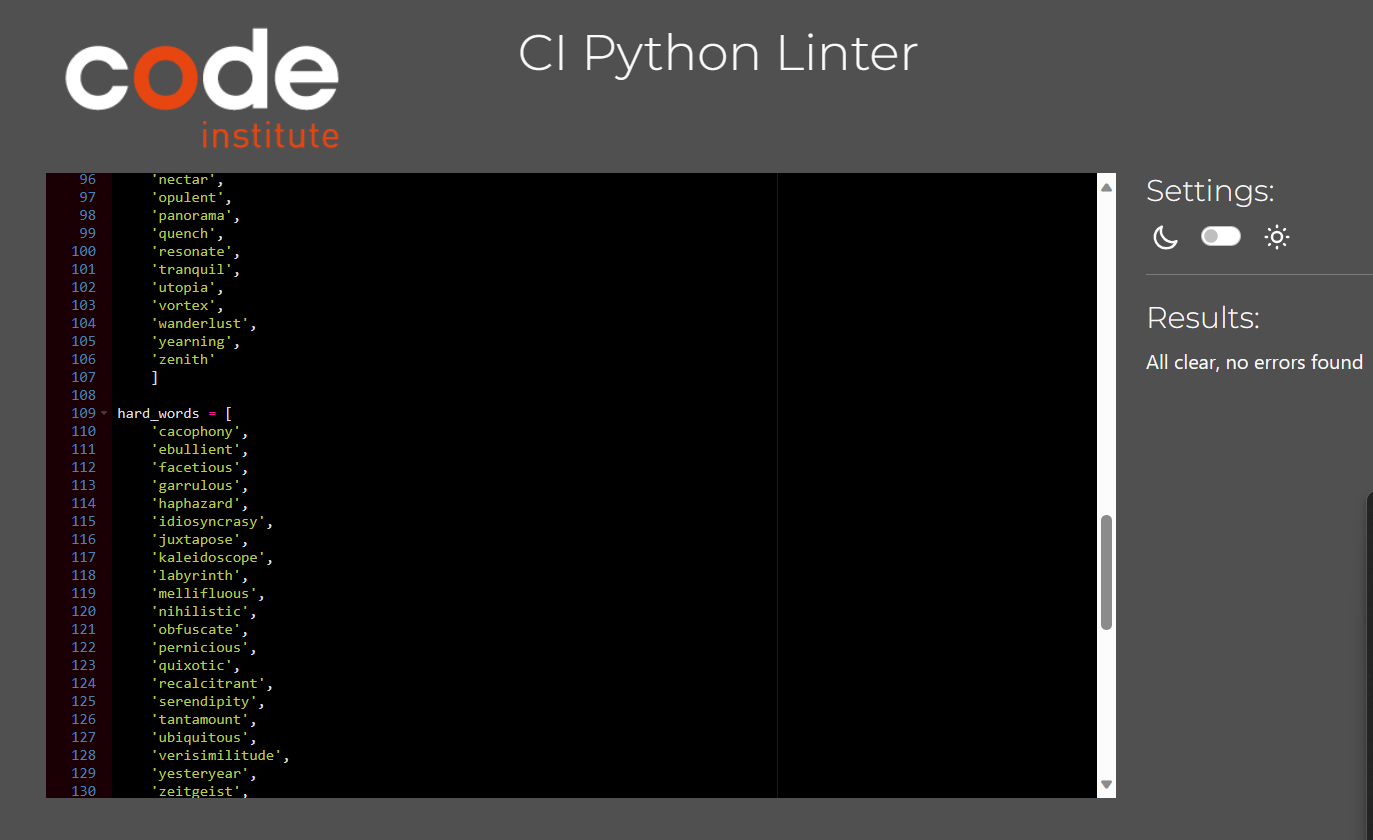 code
institute
CI Python Linter
96 'nectar',
97 'opulent',
98 'panorama',
99 'quench',
100 'resonate',
101 'tranquil',
102 'utopia',
103 'vortex',
104 'wanderlust',
105 'yearning',
106 'zenith'
107 ]
108
109 hard_words = [
110 'cacophony',
111 'ebullient',
112 'facetious',
113 'garrulous',
114 'haphazard',
115 'idiosyncrasy',
116 'juxtapose',
117 'kaleidoscope',
118 'labyrinth',
119 'mellifluous',
120 'nihilistic',
121 'obfuscate',
122 'pernicious',
123 'quixotic',
124 'recalcitrant',
125 'serendipity',
126 'tantamount',
127 'ubiquitous',
128 'verisimilitude',
129 'yesteryear',
130 'zeitgeist',
Settings:
Results:
All clear, no errors found